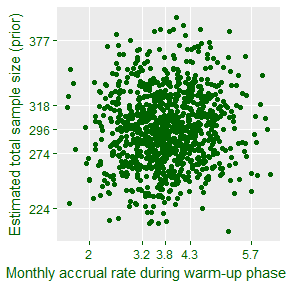 Estimated total sample size (prior)
377
318
296
274
224
2 3.2 3.8 4.3 5.7
Monthly accrual rate during warm-up phase